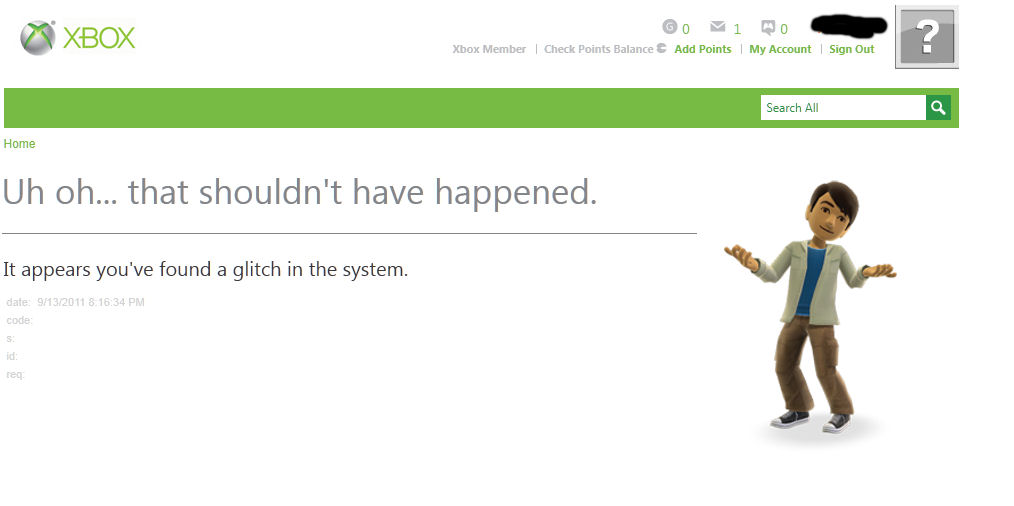 XBOX
G 0 1 0
Xbox Member | Check Points Balance Add Points | My Account | Sign Out
?
Search All
Home
Uh oh... that shouldn't have happened.
It appears you've found a glitch in the system.
date: 9/13/2011 8:16:34 PM
code:
s:
id:
req: